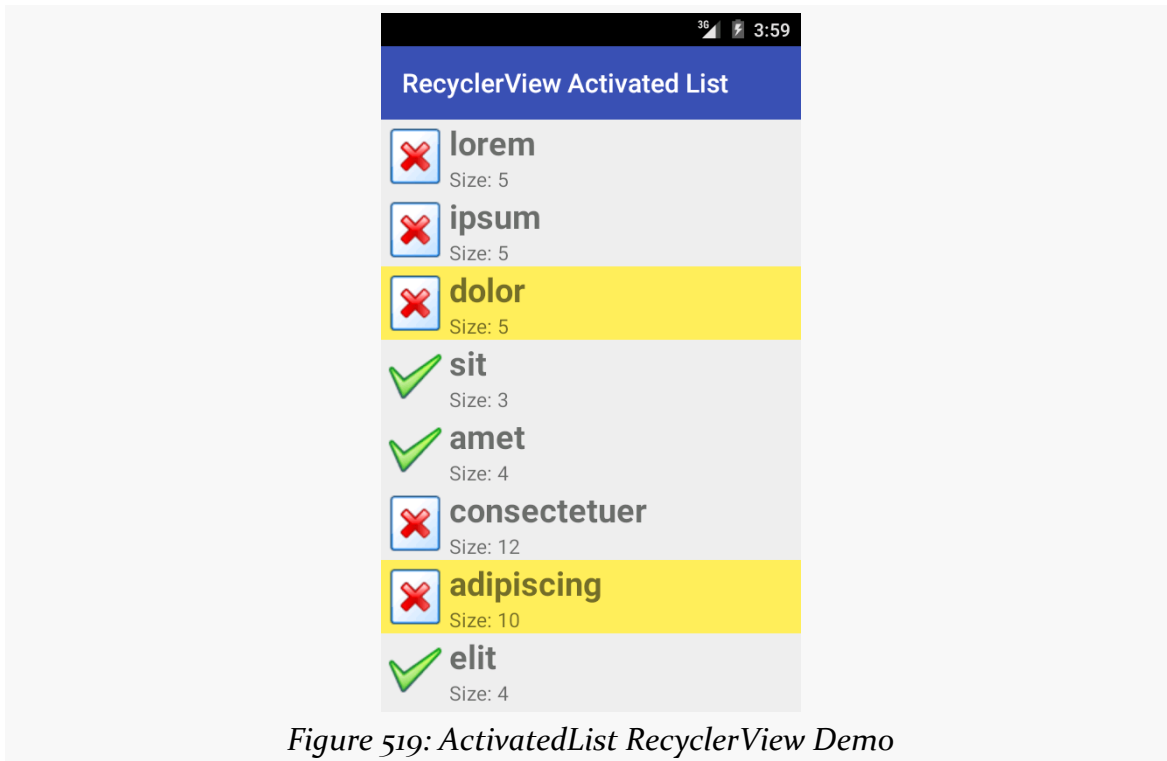 3G 3:59
RecyclerView Activated List
lorem
Size: 5
ipsum
Size: 5
dolor
Size: 5
sit
Size: 3
amet
Size: 4
consectetuer
Size: 12
adipiscing
Size: 10
elit
Size: 4
Figure 519: ActivatedList RecyclerView Demo